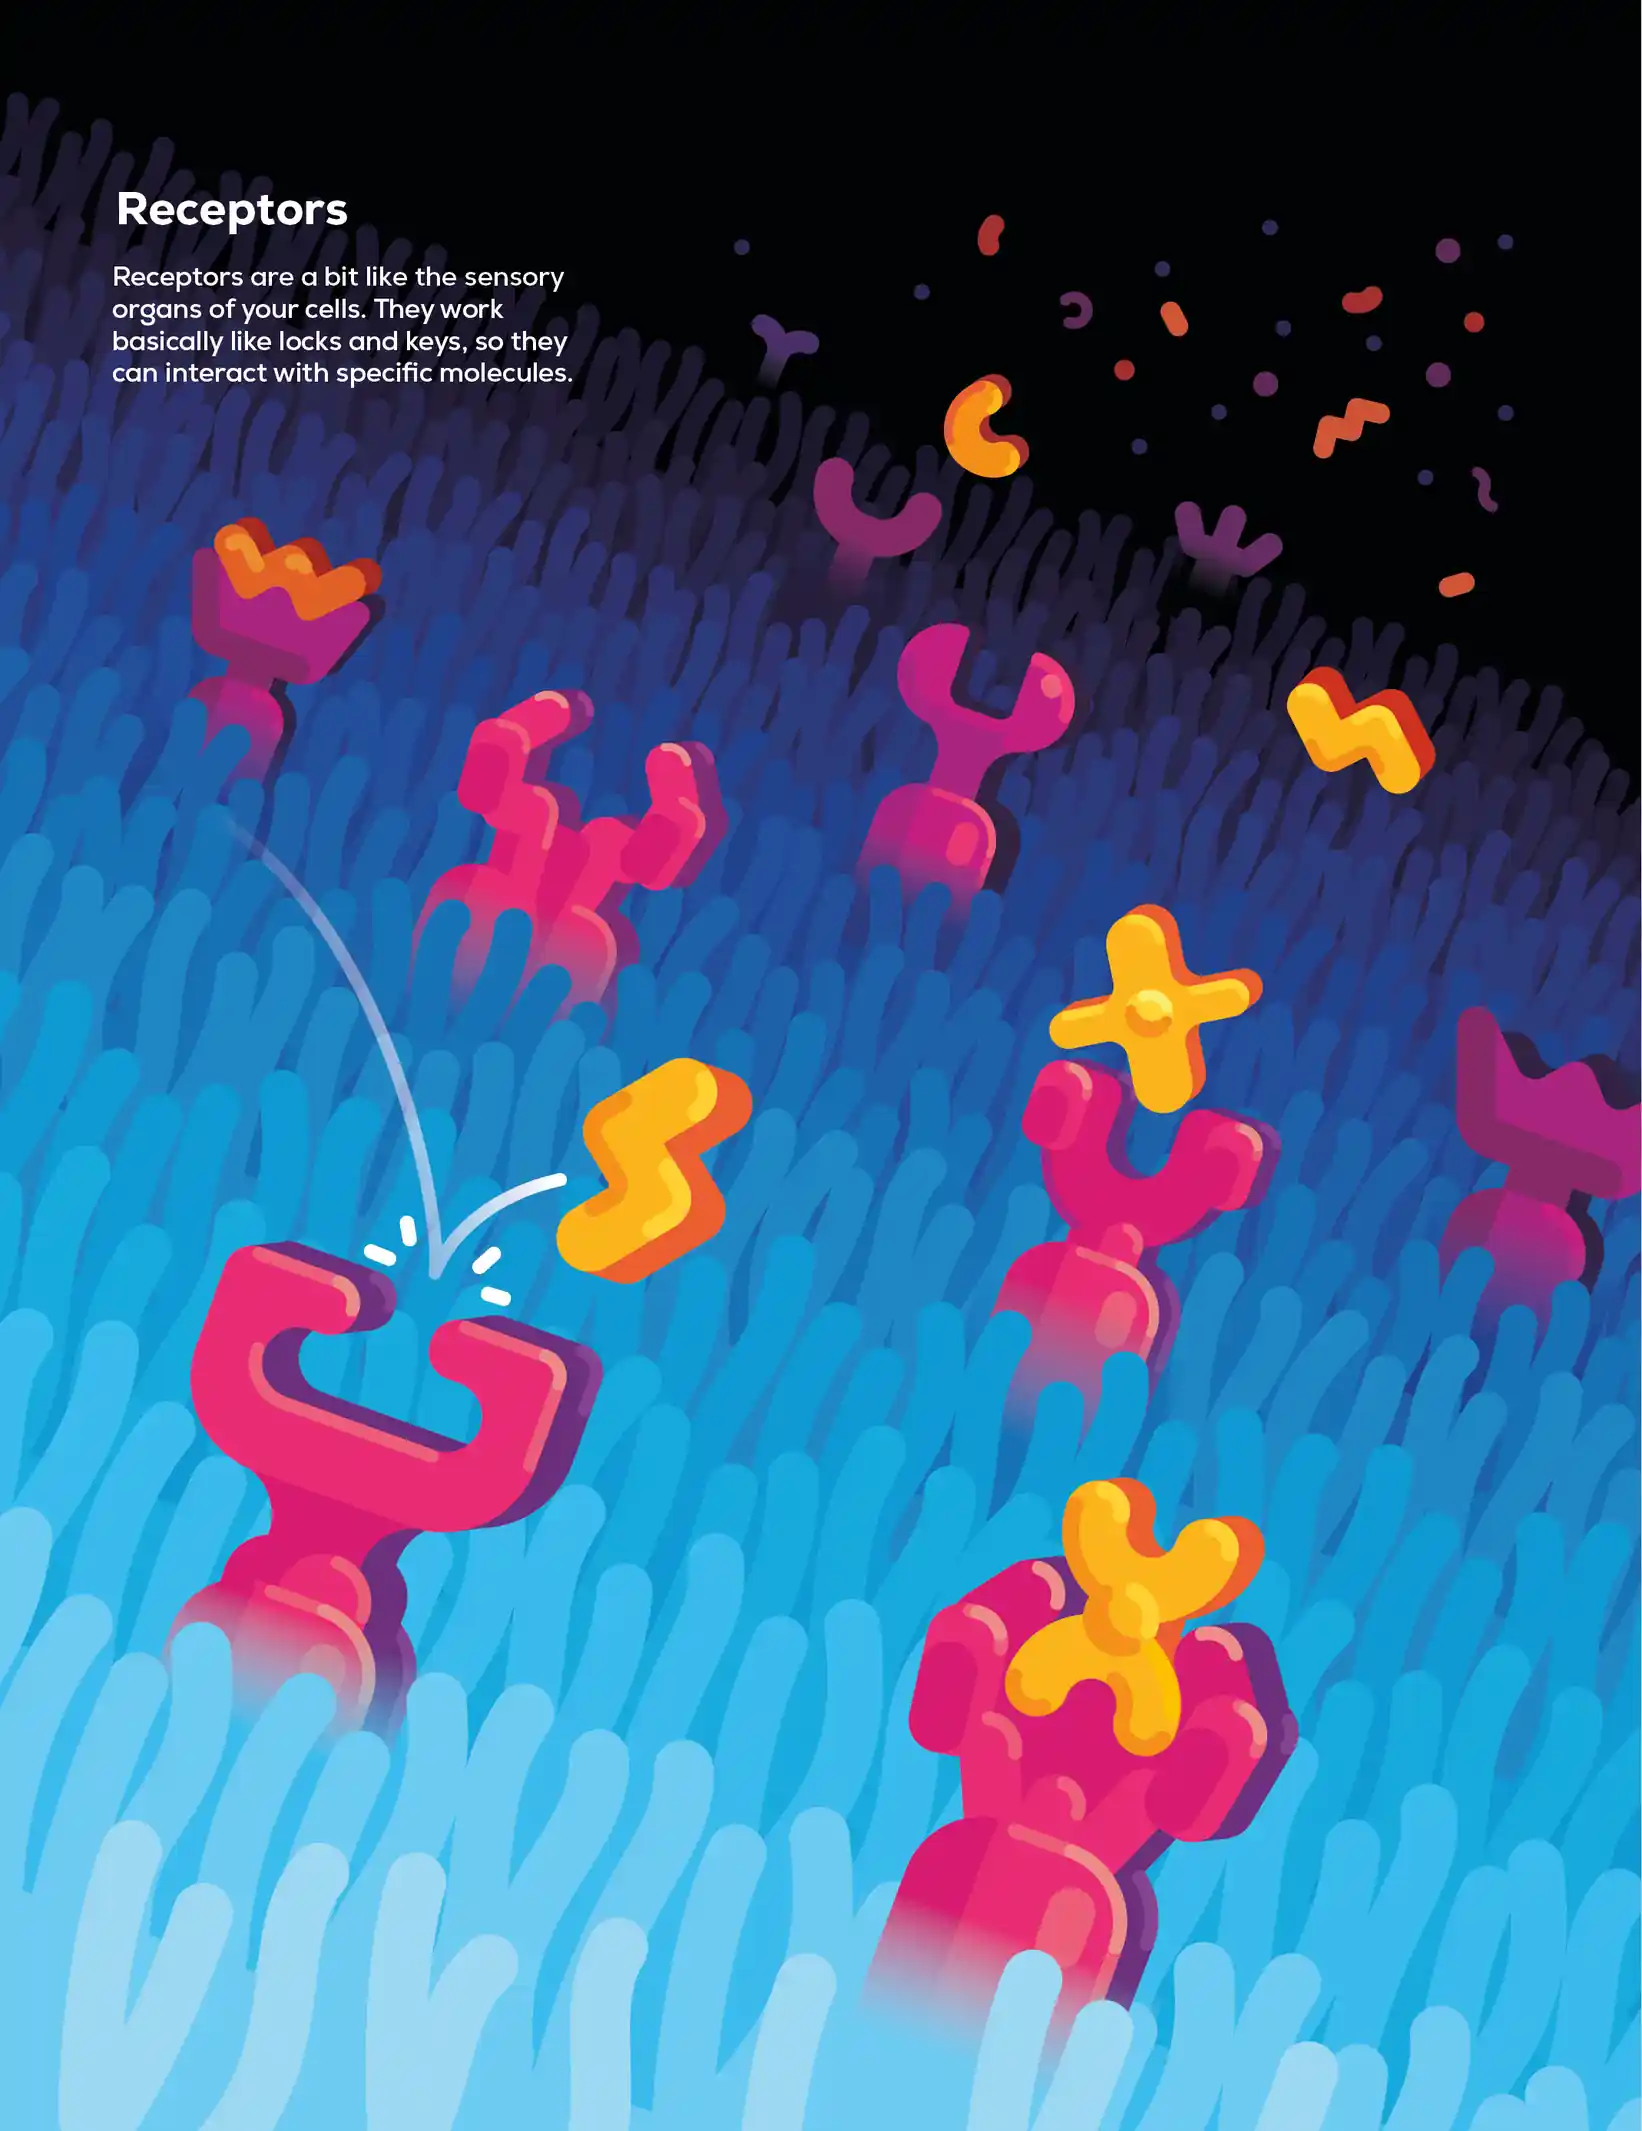 Receptors
Receptors are a bit like the sensory
organs of your cells. They work
basically like locks and keys, so they
can interact with specific molecules.